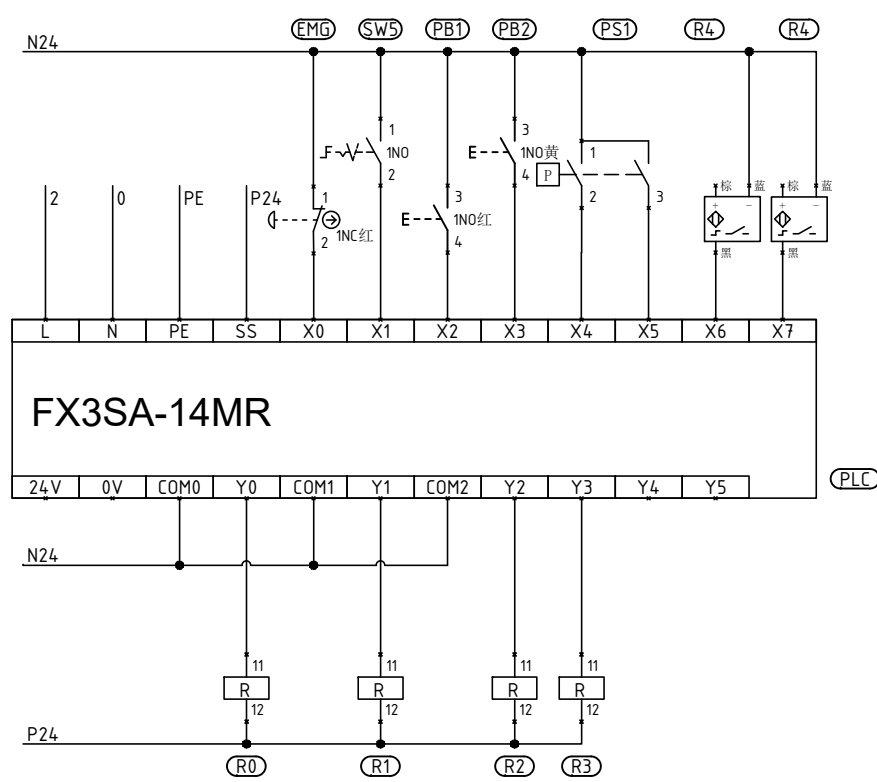 EMG SW5 PB1 PB2 PS1 R4 R4
N24
1 3
1NO 1NO黄
2 4 P 1 2 3
2 0 PE P24 1 3 棕 蓝 棕 蓝
1NC红 1NO红 + - + -
2 4 黑 黑
L N PE SS X0 X1 X2 X3 X4 X5 X6 X7
FX3SA-14MR
24V 0V COM0 Y0 COM1 Y1 COM2 Y2 Y3 Y4 Y5
PLC
N24
11 11 11 11
R R R R
12 12 12 12
P24
R0 R1 R2 R3